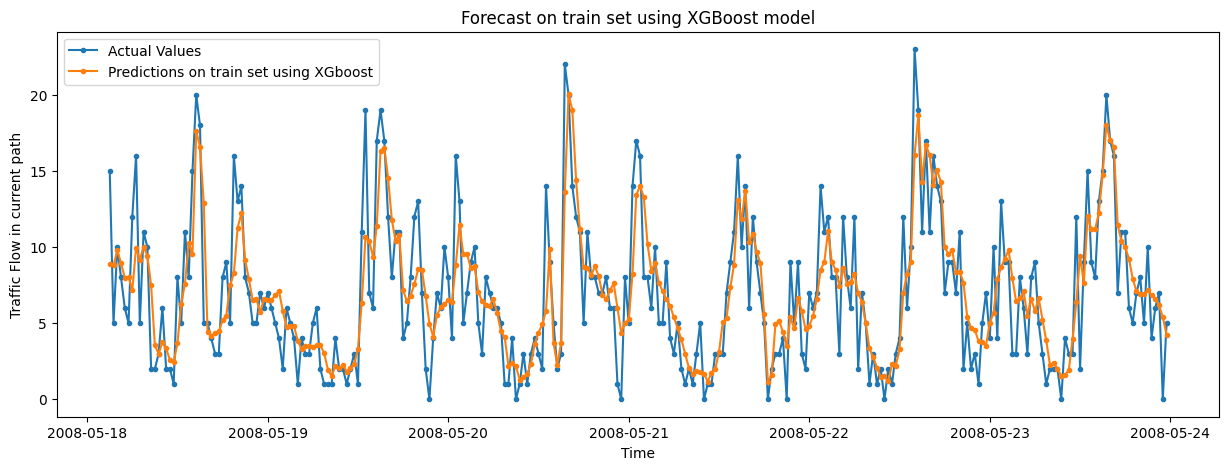 Forecast on train set using XGBoost model
Actual Values
Predictions on train set using XGboost
Traffic Flow in current path
20
15
10
5
0
2008-05-18
2008-05-19
2008-05-20
2008-05-21
2008-05-22
2008-05-23
2008-05-24
Time